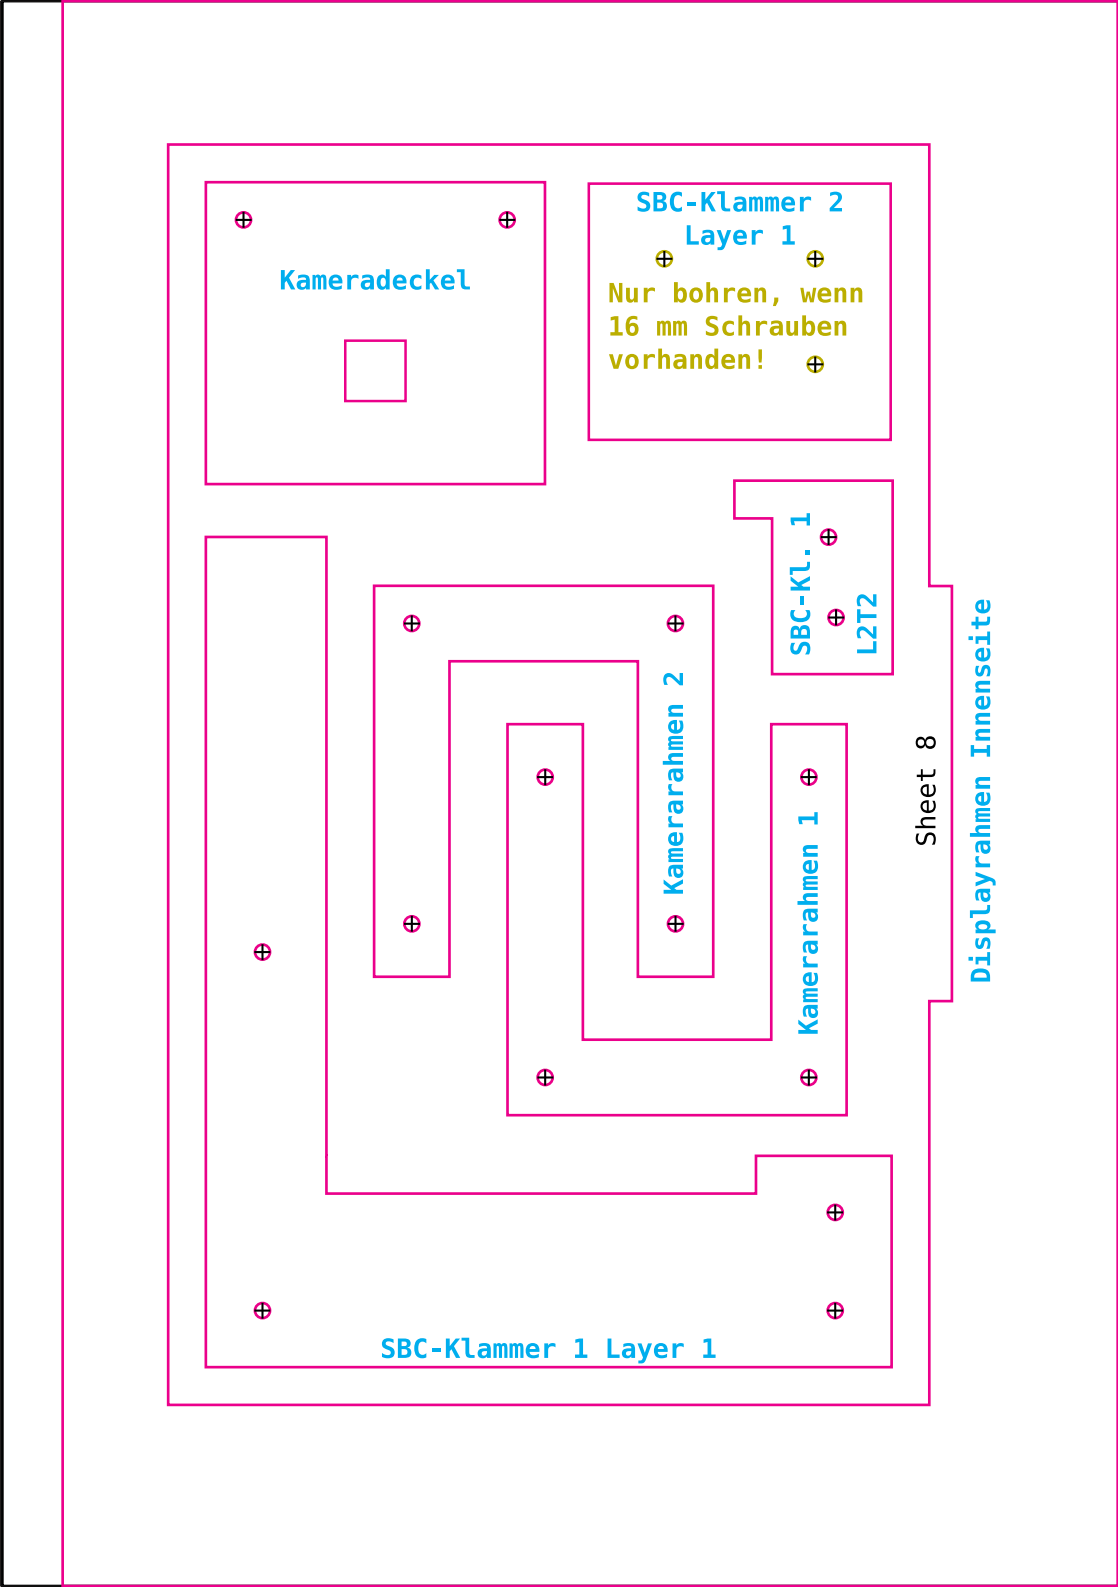 SBC-Klammer 2
Layer 1
Kameradeckel
Nur bohren, wenn
16 mm Schrauben
vorhanden!
SBC-Kl. 1
L2T2
Kamerarahmen 2
Kamerarahmen 1
Sheet 8
Displayrahmen Innenseite
SBC-Klammer 1 Layer 1